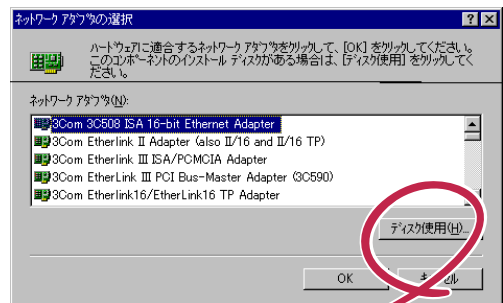 ﾈｯﾄﾜｰｸ ｱﾀﾞﾌﾟﾀの選択
ﾊｰﾄﾞｳｪｱに適合するﾈｯﾄﾜｰｸ ｱﾀﾞﾌﾟﾀをｸﾘｯｸして、[OK] をｸﾘｯｸしてください。
このｺﾝﾎﾟｰﾈﾝﾄのｲﾝｽﾄｰﾙ ﾃﾞｨｽｸがある場合は、[ﾃﾞｨｽｸ使用] をｸﾘｯｸしてく
ださい。
ﾈｯﾄﾜｰｸ ｱﾀﾞﾌﾟﾀ(N):
3Com 3C508 ISA 16-bit Ethernet Adapter
3Com Etherlink II Adapter (also II/16 and II/16 TP)
3Com Etherlink III ISA/PCMCIA Adapter
3Com EtherLink III PCI Bus-Master Adapter (3C590)
3Com Etherlink16/EtherLink16 TP Adapter
ﾃﾞｨｽｸ使用(H)...
OK